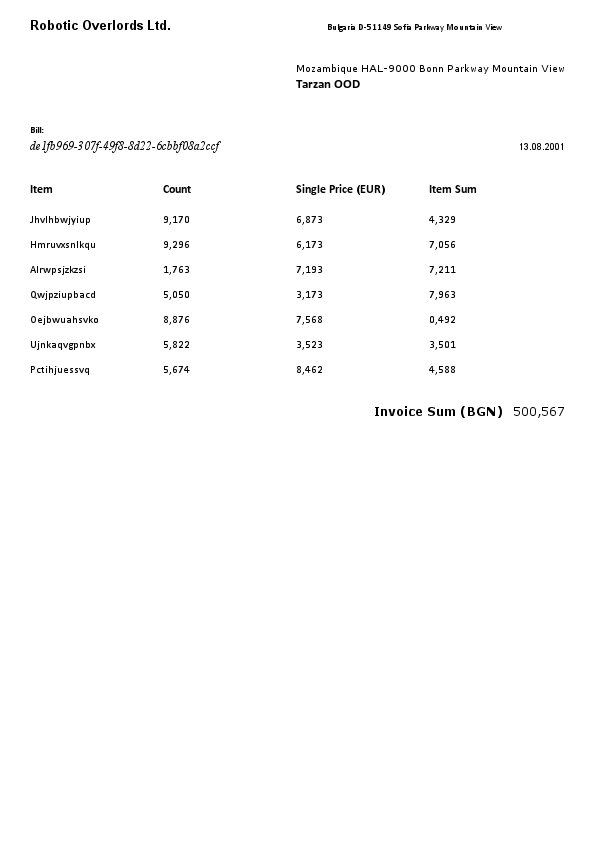 Robotic Overlords Ltd. Bulgaria D-51149 Sofia Parkway Mountain View
Mozambique HAL-9000 Bonn Parkway Mountain View
Tarzan OOD
Bill:
de1fb969-307f-49f8-8d22-6cbbf08a2ccf 13.08.2001
Item Count Single Price (EUR) Item Sum
Jhvlhbwjyiup 9,170 6,873 4,329
Hmruvxsnlkqu 9,296 6,173 7,056
Alrwpsjzkzsi 1,763 7,193 7,211
Qwjpziupbacd 5,050 3,173 7,963
Oejbwuahsvko 8,876 7,568 0,492
Ujnkaqvgpnbx 5,822 3,523 3,501
Pctihjuessvq 5,674 8,462 4,588
Invoice Sum (BGN) 500,567